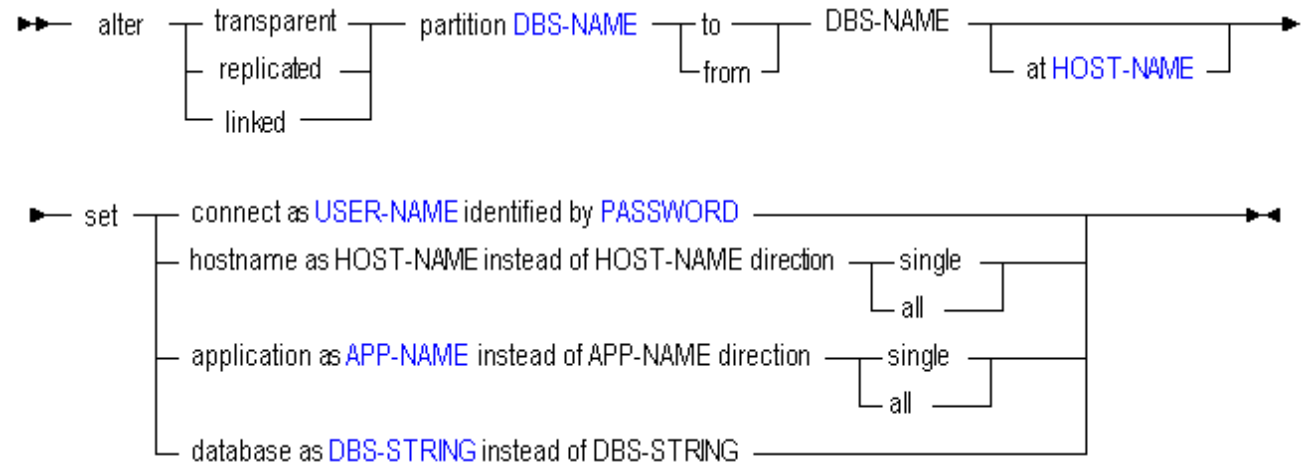 alter transparent partition DBS-NAME to DBS-NAME
replicated from at HOST-NAME
linked
set connect as USER-NAME identified by PASSWORD
hostname as HOST-NAME instead of HOST-NAME direction single
all
application as APP-NAME instead of APP-NAME direction single
all
database as DBS-STRING instead of DBS-STRING